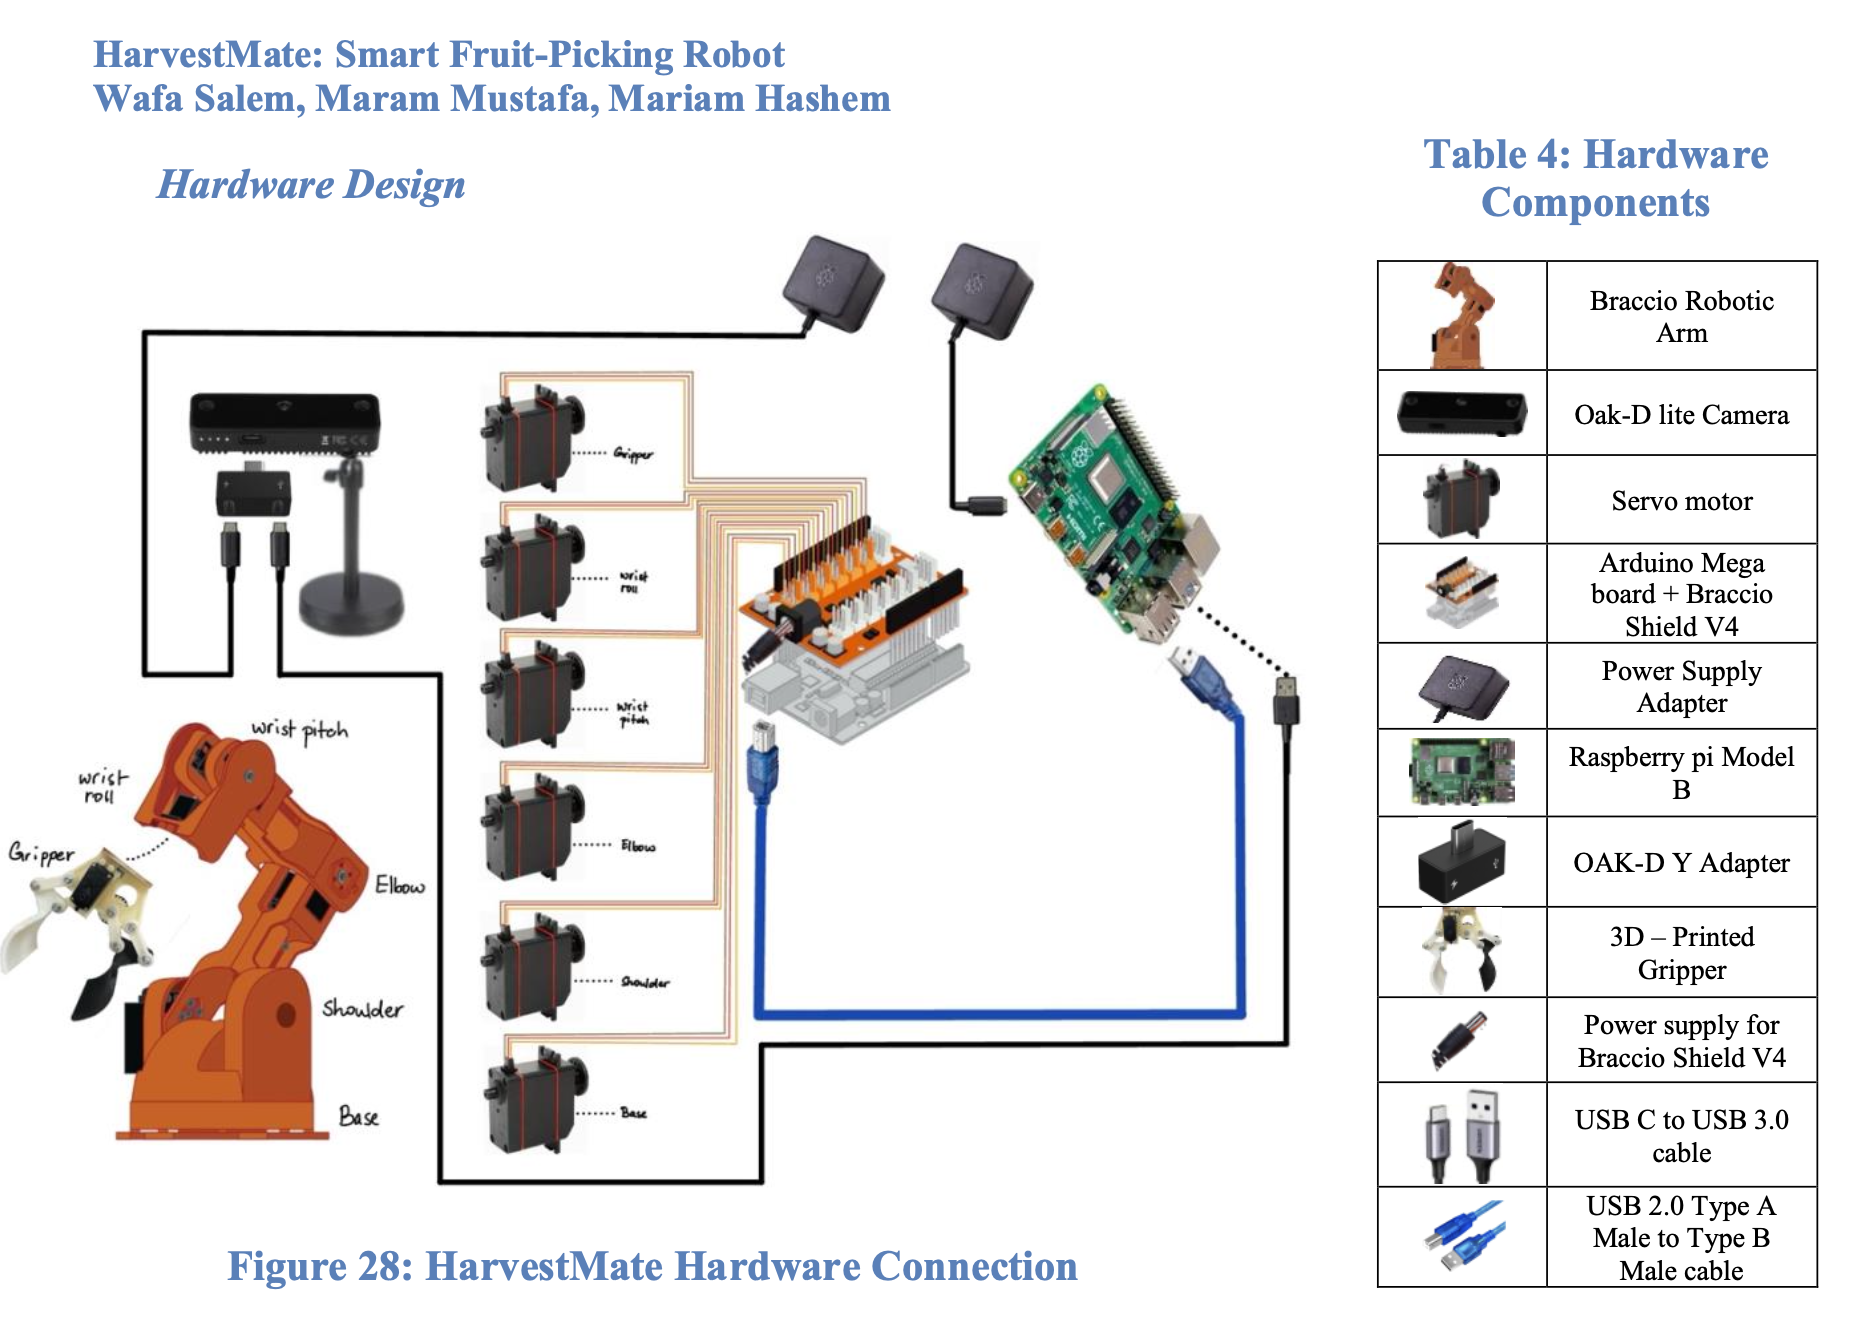 HarvestMate: Smart Fruit-Picking Robot
Wafa Salem, Maram Mustafa, Mariam Hashem
Hardware Design
Gripper
wrist
roll
wrist
pitch
Elbow
Shoulder
Base
wrist pitch
wrist
roll
Gripper
Elbow
Shoulder
Base
Figure 28: HarvestMate Hardware Connection
Table 4: Hardware
Components
Braccio Robotic
Arm
Oak-D lite Camera
Servo motor
Arduino Mega
board + Braccio
Shield V4
Power Supply
Adapter
Raspberry pi Model
B
OAK-D Y Adapter
3D – Printed
Gripper
Power supply for
Braccio Shield V4
USB C to USB 3.0
cable
USB 2.0 Type A
Male to Type B
Male cable